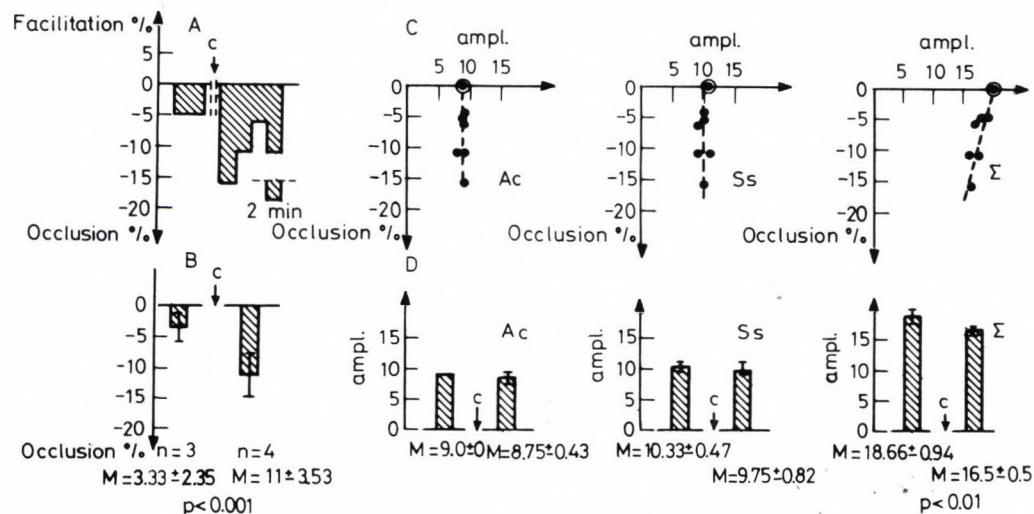 Facilitation %
A
c
5
0
-5
-10
-15
-20
2 min
Occlusion %
C
ampl.
5 10 15
0
-5
-10
-15
-20
Ac
Occlusion %
ampl.
5 10 15
0
-5
-10
-15
-20
Ss
Occlusion %
ampl.
5 10 15
0
-5
-10
-15
-20
Σ
Occlusion %
B
c
0
-5
-10
-15
-20
Occlusion % n=3 n=4
M=3.33±2.35 M=11±3.53
p<0.001
D
ampl.
15
10
5
0
Ac
c
M=9.0±0 M=8.75±0.43
ampl.
15
10
5
0
Ss
c
M=10.33±0.47
M=9.75±0.82
ampl.
15
10
5
0
Σ
c
M=18.66±0.94
M=16.5±0.5
p<0.01